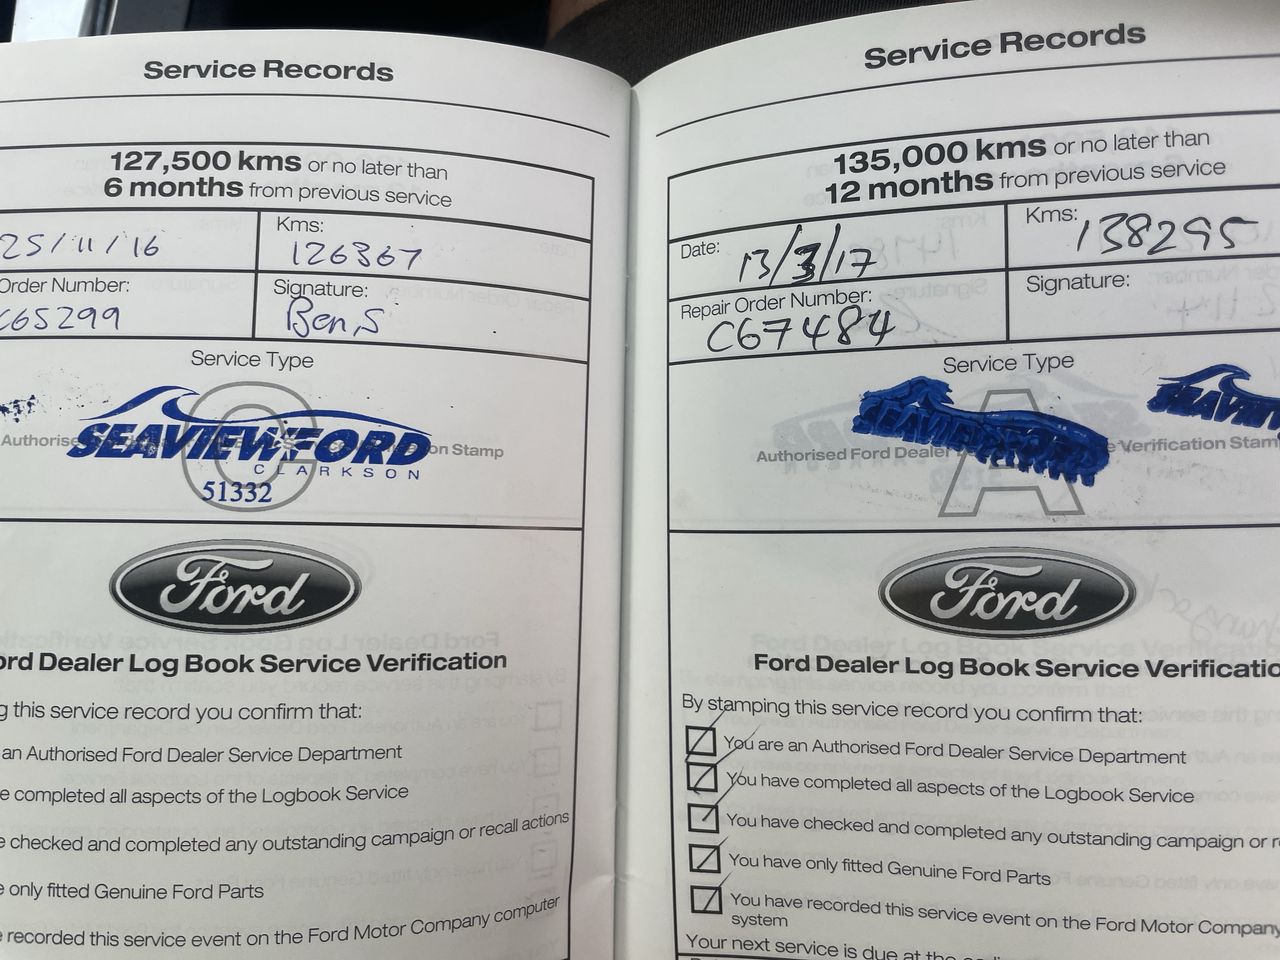 Service Records
127,500 kms or no later than
6 months from previous service
25/11/16
Kms:
126367
Order Number:
C65299
Signature:
Ben S
Service Type
C
SEAVIEW FORD
CLARKSON
51332
Authorise
on Stamp
Ford
ord Dealer Log Book Service Verification
g this service record you confirm that:
an Authorised Ford Dealer Service Department
e completed all aspects of the Logbook Service
e checked and completed any outstanding campaign or recall actions
e only fitted Genuine Ford Parts
e recorded this service event on the Ford Motor Company computer
Service Records
135,000 kms or no later than
12 months from previous service
Date:
13/3/17
Kms:
138295
Repair Order Number:
C67484
Signature:
Service Type
A
SEAVIEW FORD
SEAVIEW
Authorised Ford Dealer
e Verification Stam
Ford
Ford Dealer Log Book Service Verificatio
By stamping this service record you confirm that:
You are an Authorised Ford Dealer Service Department
You have completed all aspects of the Logbook Service
You have checked and completed any outstanding campaign or r
You have only fitted Genuine Ford Parts
You have recorded this service event on the Ford Motor Company
system
Your next service is due at the